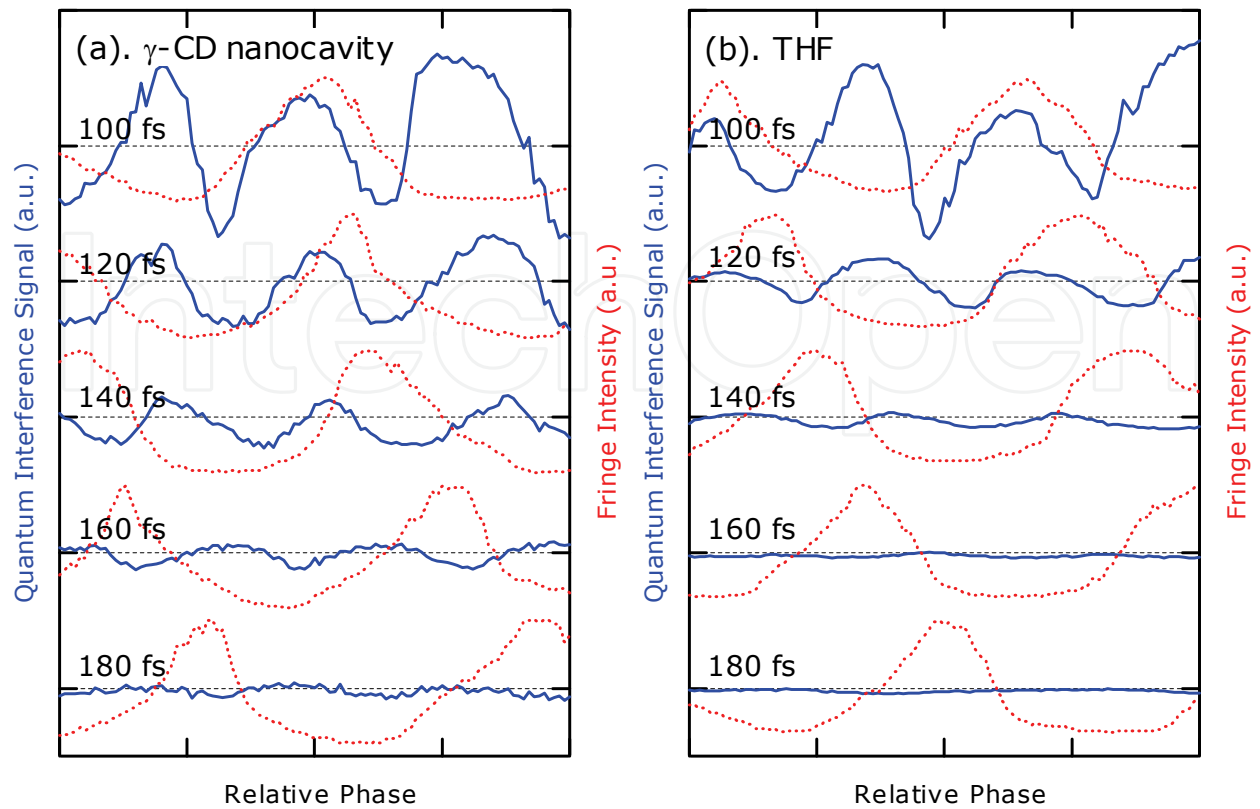 (a). γ-CD nanocavity
100 fs
120 fs
140 fs
160 fs
180 fs
Quantum Interference Signal (a.u.)
Fringe Intensity (a.u.)
Relative Phase
(b). THF
100 fs
120 fs
140 fs
160 fs
180 fs
Quantum Interference Signal (a.u.)
Fringe Intensity (a.u.)
Relative Phase
IntechOpen